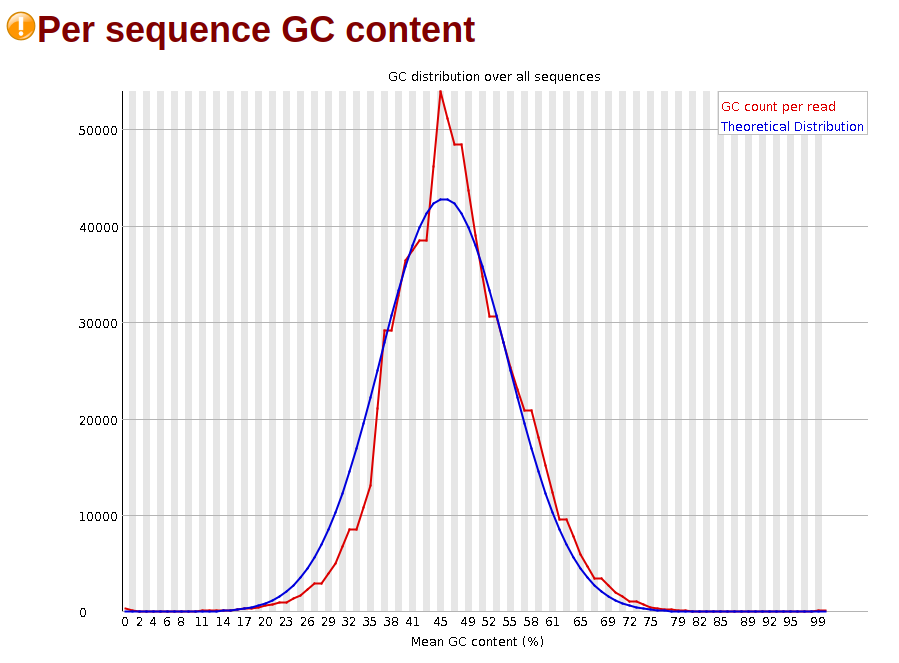 Per sequence GC content
GC distribution over all sequences
GC count per read
Theoretical Distribution
50000
40000
30000
20000
10000
0
0 2 4 6 8 11 14 17 20 23 26 29 32 35 38 41 45 49 52 55 58 61 65 69 72 75 79 82 85 89 92 95 99
Mean GC content (%)